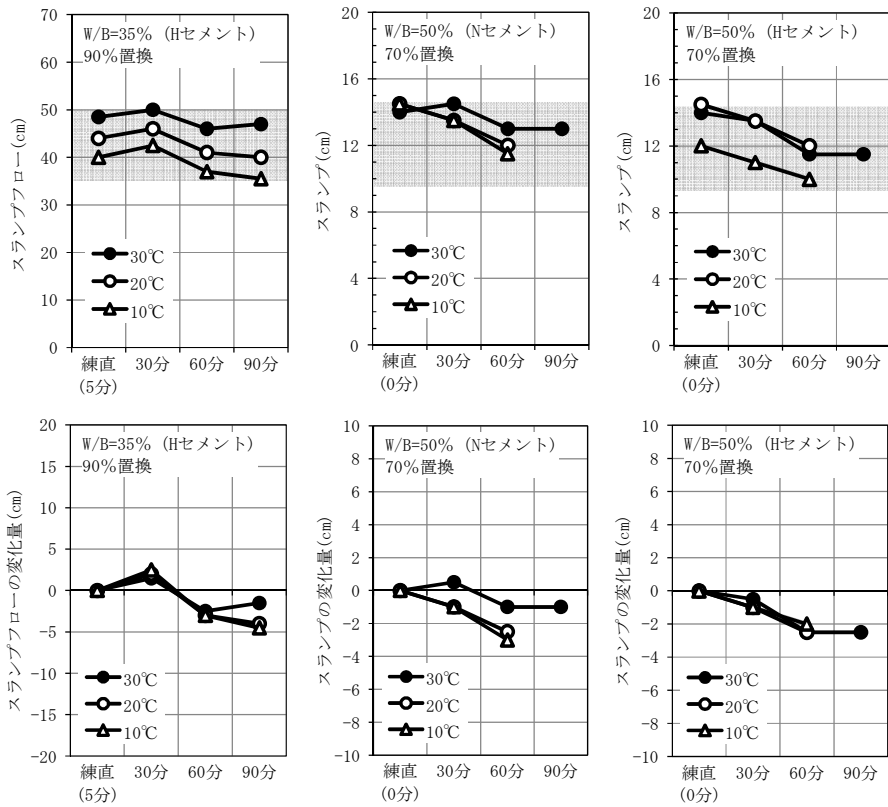 W/B=35% (Hセメント)
90%置換
スランプフロー(cm)
70
60
50
40
30
20
10
0
30℃
20℃
10℃
練直
(5分)
30分
60分
90分
W/B=50% (Nセメント)
70%置換
スランプ(cm)
20
16
12
8
4
0
30℃
20℃
10℃
練直
(0分)
30分
60分
90分
W/B=50% (Hセメント)
70%置換
スランプ(cm)
20
16
12
8
4
0
30℃
20℃
10℃
練直
(0分)
30分
60分
90分
W/B=35% (Hセメント)
90%置換
スランプフローの変化量(cm)
20
15
10
5
0
-5
-10
-15
-20
30℃
20℃
10℃
練直
(5分)
30分
60分
90分
W/B=50% (Nセメント)
70%置換
スランプの変化量(cm)
10
8
6
4
2
0
-2
-4
-6
-8
-10
30℃
20℃
10℃
練直
(0分)
30分
60分
90分
W/B=50% (Hセメント)
70%置換
スランプの変化量(cm)
10
8
6
4
2
0
-2
-4
-6
-8
-10
30℃
20℃
10℃
練直
(0分)
30分
60分
90分